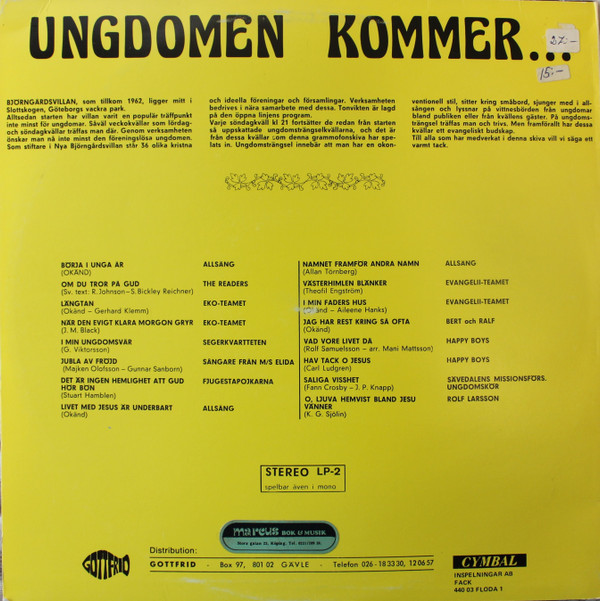 UNGDOMEN KOMMER...
27:-
15:-
BJÖRNGÅRDSVILLAN, som tillkom 1962, ligger mitt i
Slottskogen, Göteborgs vackra park.
Alltsedan starten har villan varit en populär träffpunkt
inte minst för ungdomar. Såväl veckokvällar som lördag-
och söndagkvällar träffas man där. Genom verksamheten
önskar man nå inte minst den föreningslösa ungdomen.
Som stiftare i Nya Björngårdsvillan står 36 olika kristna
och ideella föreningar och församlingar. Verksamheten
bedrives i nära samarbete med dessa. Tonvikten är lagd
på den öppna linjens program.
Varje söndagkväll kl 21 fortsätter de redan från starten
så uppskattade ungdomsträngselkvällarna, och det är
från dessa kvällar som denna grammofonskiva har spe-
lats in. Ungdomsträngsel innebär att man har en okon-
ventionell stil, sitter kring småbord, sjunger med i all-
sången och lyssnar på vittnesbörden från ungdomar
bland publiken eller från kvällens gäster. På ungdoms-
trängsel träffas man och trivs. Men framförallt har dessa
kvällar ett evangeliskt budskap.
Till alla som har medverkat i denna skiva vill vi säga ett
varmt tack.
BÖRJA I UNGA ÅR ALLSÅNG
(OKÄND)
OM DU TROR PÅ GUD THE READERS
(Sv. text: R. Johnson – S. Bickley Reichner)
LÄNGTAN EKO-TEAMET
(Okänd – Gerhard Klemm)
NÄR DEN EVIGT KLARA MORGON GRYR EKO-TEAMET
(J. M. Black)
I MIN UNGDOMSVÅR SEGERKVARTTETEN
(G. Viktorsson)
JUBLA AV FRÖJD SÅNGARE FRÅN M/S ELIDA
(Majken Olofsson – Gunnar Sanborn)
DET ÄR INGEN HEMLIGHET ATT GUD FJUGESTAPOJKARNA
HÖR BÖN
(Stuart Hamblen)
LIVET MED JESUS ÄR UNDERBART ALLSÅNG
(Okänd)
NAMNET FRAMFÖR ANDRA NAMN ALLSÅNG
(Allan Törnberg)
VÄSTERHIMLEN BLÄNKER EVANGELII-TEAMET
(Theofil Engström)
I MIN FADERS HUS EVANGELII-TEAMET
(Okänd – Aileene Hanks)
JAG HAR REST KRING SÅ OFTA BERT och RALF
(Okänd)
VAD VORE LIVET DÅ HAPPY BOYS
(Rolf Samuelsson – arr. Mani Mattsson)
HAV TACK O JESUS HAPPY BOYS
(Carl Ludgren)
SALIGA VISSHET SÄVEDALENS MISSIONSFÖRS.
(Fann Crosby – J. P. Knapp) UNGDOMSKÖR
O, LJUVA HEMVIST BLAND JESU ROLF LARSSON
VÄNNER
(K. G. Sjölin)
STEREO LP-2
spelbar även i mono
marcus BOK & MUSIK
GOTTFRID
Distribution:
GOTTFRID - Box 97, 801 02 GÄVLE - Telefon 026 - 18 33 30, 12 06 57
CYMBAL
INSPELNINGAR AB
FACK
440 03 FLODA 1